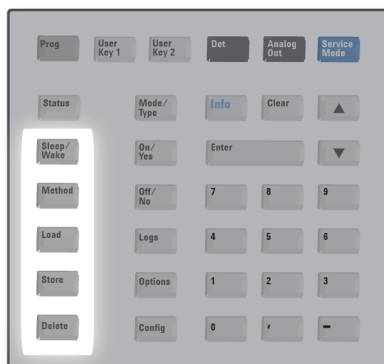 Prog
User
Key 1
User
Key 2
Det
Analog
Out
Service
Mode
Status
Mode/
Type
Info
Clear
Sleep/
Wake
On/
Yes
Enter
Method
Off/
No
7
8
9
Load
Logs
4
5
6
Store
Options
1
2
3
Delete
Config
0
,
–